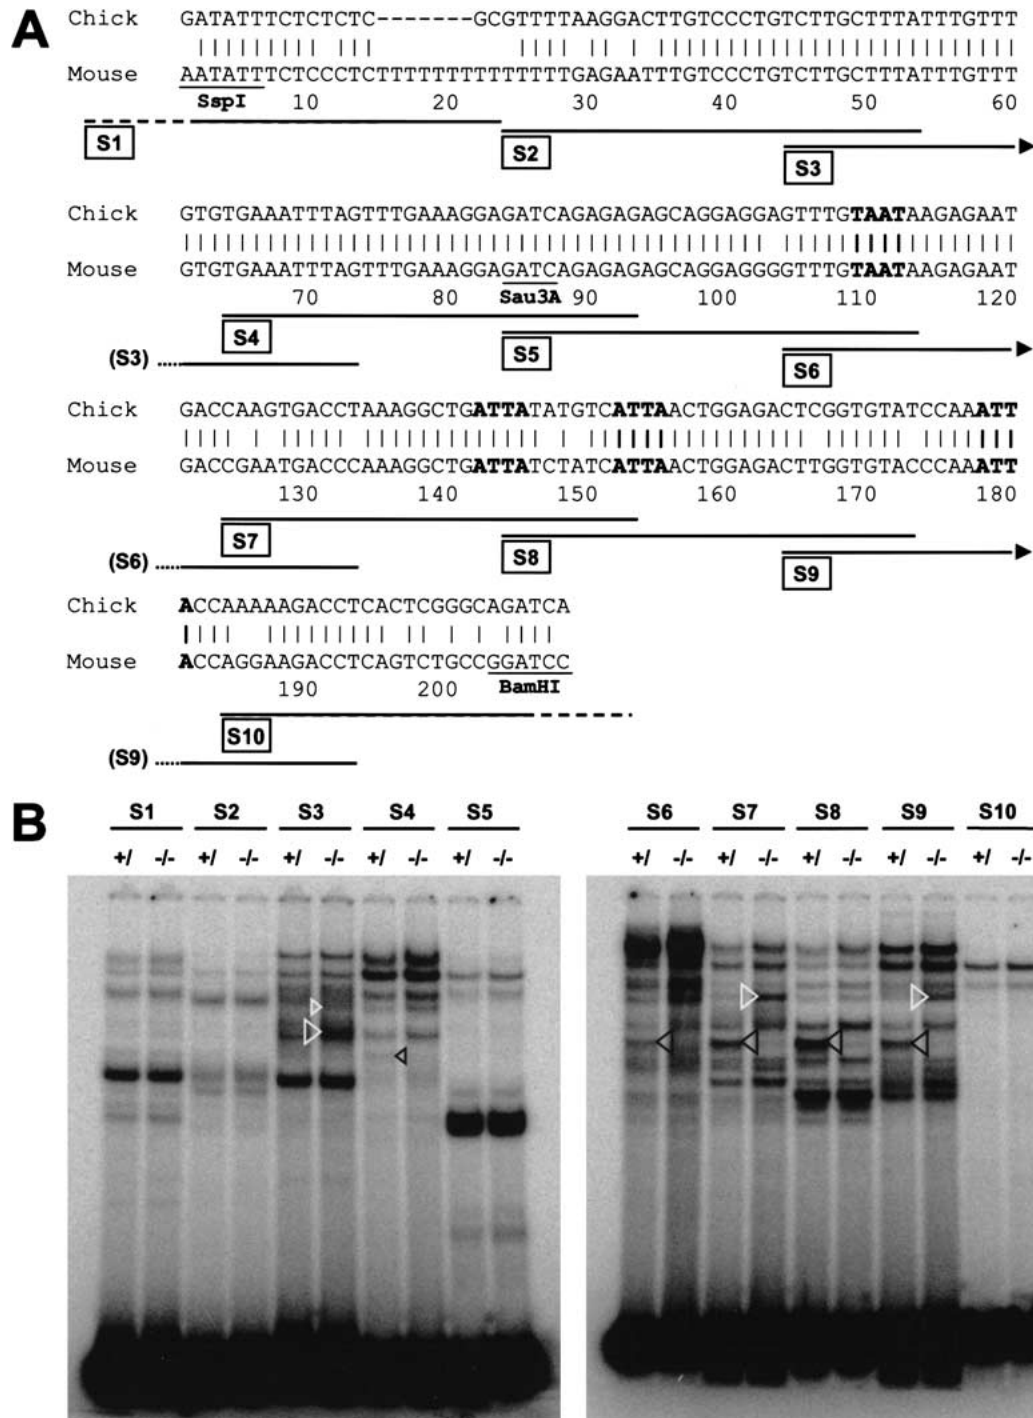 A
Chick GATATTTCTCTCTC-------GCGTTTTAAGGACTTGTCCCTGTCTTGCTTTATTTGTTT
Mouse AATATTTCTCCCTCTTTTTTTTTTTTTTGAGAATTTGTCCCTGTCTTGCTTTATTTGTTT
SspI 10 20 30 40 50 60
S1 S2 S3
Chick GTGTGAAATTTAGTTTGAAAGGAGATCAGAGAGAGCAGGAGGAGTTTGTAATAAGAGAAT
Mouse GTGTGAAATTTAGTTTGAAAGGAGATCAGAGAGAGCAGGAGGGGTTTGTAATAAGAGAAT
70 80 Sau3A 90 100 110 120
S4 S5 S6
(S3)
Chick GACCAAGTGACCTAAAGGCTGATTATATGTCATTAACTGGAGACTCGGTGTATCCAAATT
Mouse GACCGAATGACCCAAAGGCTGATTATCTATCATTAACTGGAGACTTGGTGTACCCAAATT
130 140 150 160 170 180
S7 S8 S9
(S6)
Chick ACCAAAAAGACCTCACTCGGGCAGATCA
Mouse ACCAGGAAGACCTCAGTCTGCCGGATCC
190 200 BamHI
S10
(S9)
B
S1 S2 S3 S4 S5 S6 S7 S8 S9 S10
+/ -/- +/ -/- +/ -/- +/ -/- +/ -/- +/ -/- +/ -/- +/ -/- +/ -/- +/ -/-